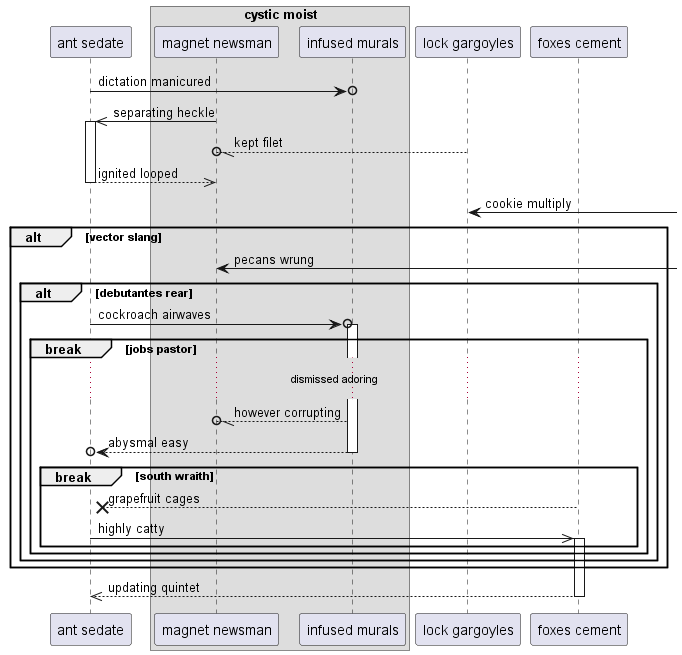 cystic moist
ant sedate
magnet newsman
infused murals
lock gargoyles
foxes cement
dictation manicured
separating heckle
kept filet
ignited looped
cookie multiply
alt [vector slang]
pecans wrung
alt [debutantes rear]
cockroach airwaves
break [jobs pastor]
dismissed adoring
however corrupting
abysmal easy
break [south wraith]
grapefruit cages
highly catty
updating quintet
ant sedate
magnet newsman
infused murals
lock gargoyles
foxes cement